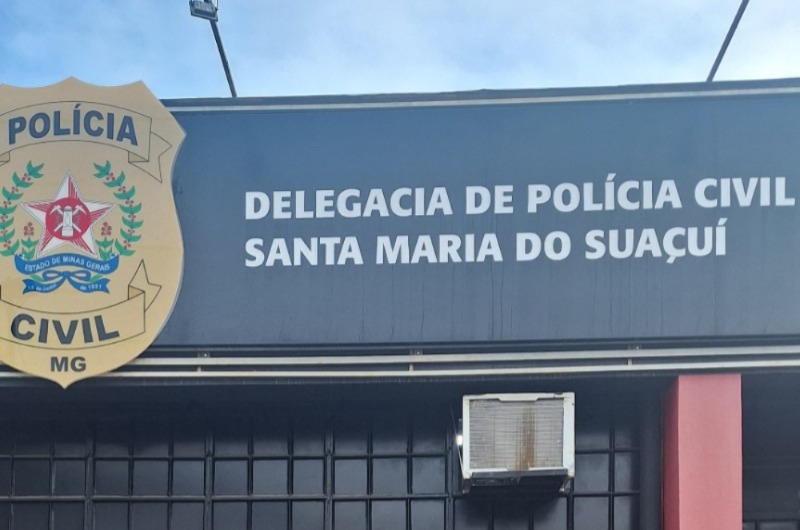 POLÍCIA
ESTADO DE MINAS GERAIS
CIVIL
MG
DELEGACIA DE POLÍCIA CIVIL
SANTA MARIA DO SUAÇUÍ